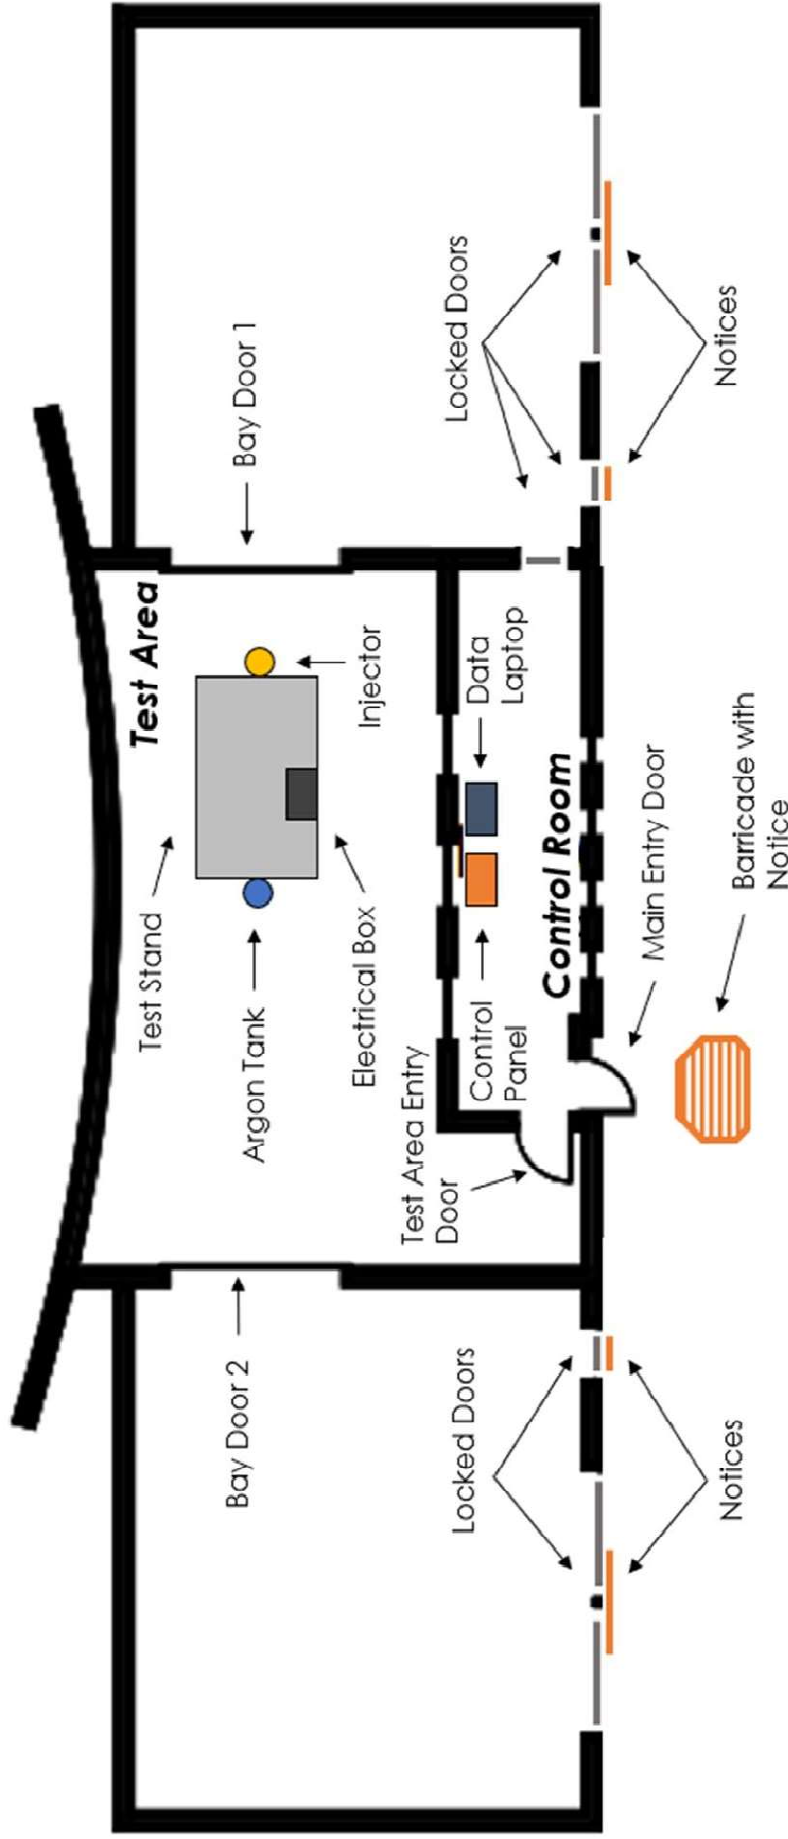 Test Area
Test Stand
Bay Door 2
Argon Tank
Bay Door 1
Electrical Box
Injector
Test Area Entry
Door
Locked Doors
Control
Panel
Data
Laptop
Locked Doors
Control Room
Main Entry Door
Notices
Notices
Barricade with
Notice